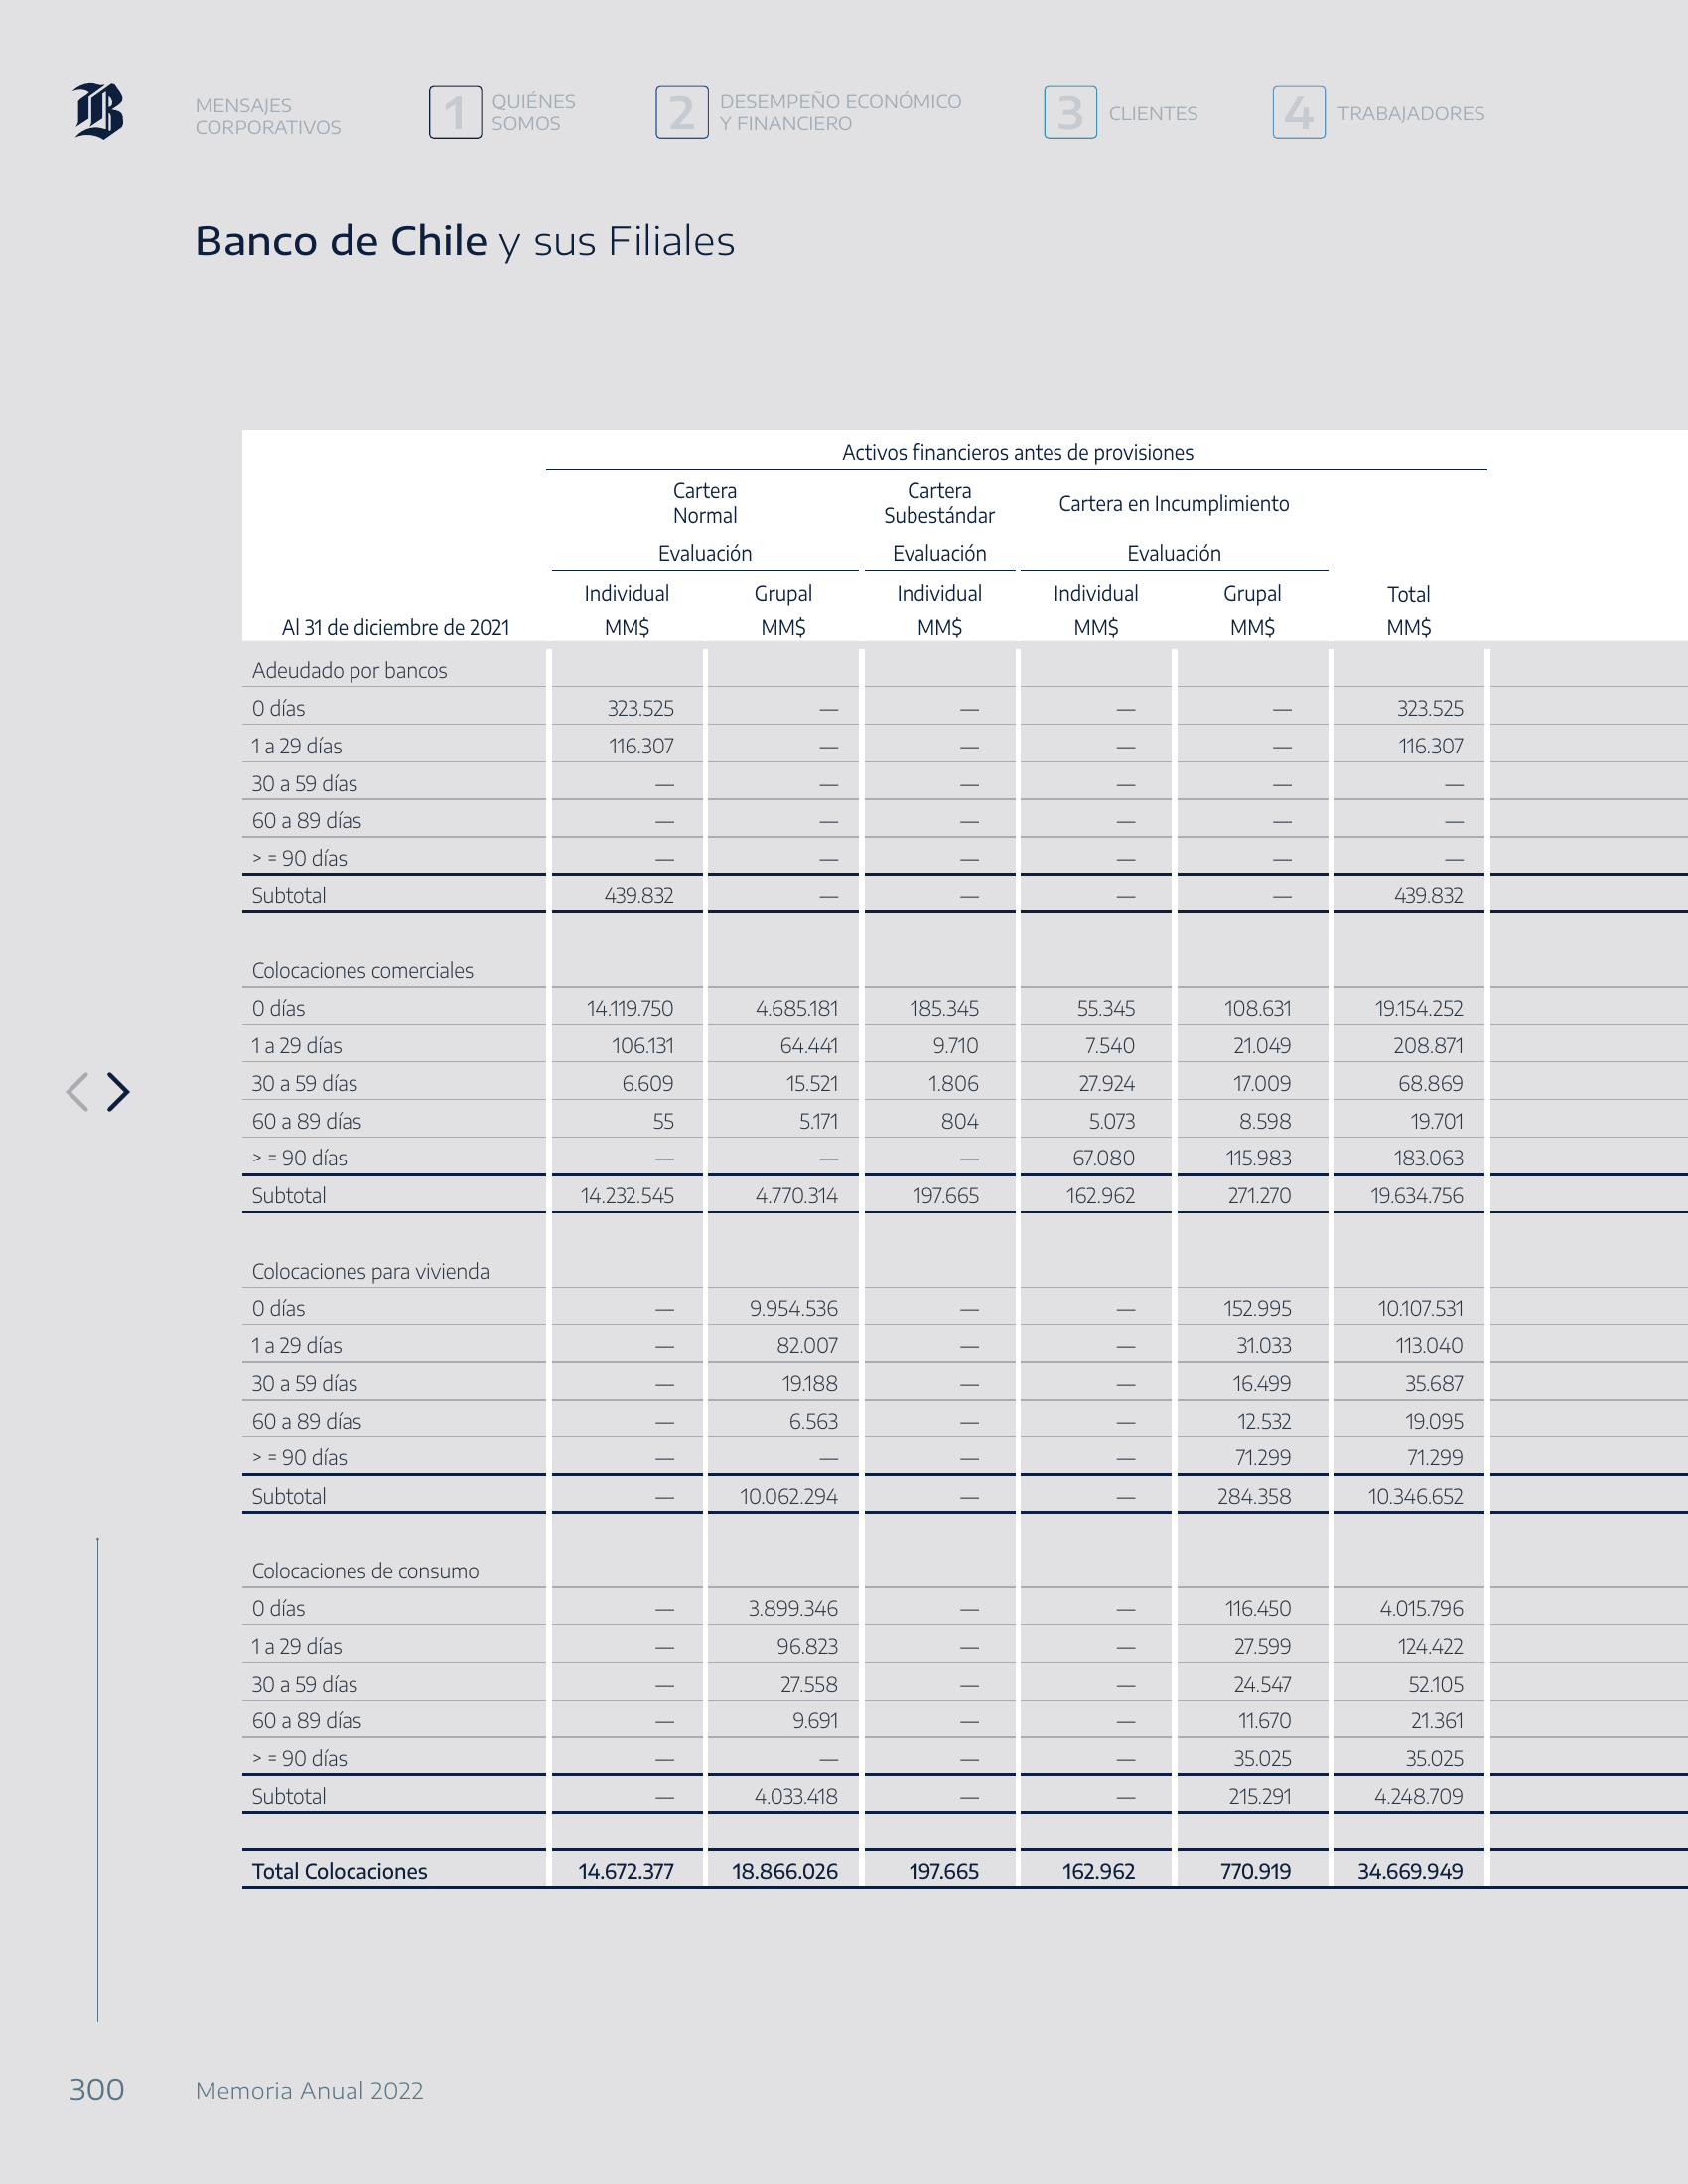 B
MENSAJES
CORPORATIVOS
1
QUIÉNES
SOMOS
2
DESEMPEÑO ECONÓMICO
Y FINANCIERO
3 CLIENTES
4 TRABAJADORES
Banco de Chile y sus Filiales
Activos financieros antes de provisiones
Cartera
Normal
Cartera
Subestándar
Cartera en Incumplimiento
Evaluación Evaluación Evaluación
Individual Grupal Individual Individual Grupal Total
Al 31 de diciembre de 2021 MM$ MM$ MM$ MM$ MM$ MM$
Adeudado por bancos
0 días 323.525 — — — — 323.525
1 a 29 días 116.307 — — — — 116.307
30 a 59 días — — — — — —
60 a 89 días — — — — — —
> = 90 días — — — — — —
Subtotal 439.832 — — — — 439.832
Colocaciones comerciales
0 días 14.119.750 4.685.181 185.345 55.345 108.631 19.154.252
1 a 29 días 106.131 64.441 9.710 7.540 21.049 208.871
30 a 59 días 6.609 15.521 1.806 27.924 17.009 68.869
60 a 89 días 55 5.171 804 5.073 8.598 19.701
> = 90 días — — — 67.080 115.983 183.063
Subtotal 14.232.545 4.770.314 197.665 162.962 271.270 19.634.756
Colocaciones para vivienda
0 días — 9.954.536 — — 152.995 10.107.531
1 a 29 días — 82.007 — — 31.033 113.040
30 a 59 días — 19.188 — — 16.499 35.687
60 a 89 días — 6.563 — — 12.532 19.095
> = 90 días — — — — 71.299 71.299
Subtotal — 10.062.294 — — 284.358 10.346.652
Colocaciones de consumo
0 días — 3.899.346 — — 116.450 4.015.796
1 a 29 días — 96.823 — — 27.599 124.422
30 a 59 días — 27.558 — — 24.547 52.105
60 a 89 días — 9.691 — — 11.670 21.361
> = 90 días — — — — 35.025 35.025
Subtotal — 4.033.418 — — 215.291 4.248.709
Total Colocaciones 14.672.377 18.866.026 197.665 162.962 770.919 34.669.949
300 Memoria Anual 2022